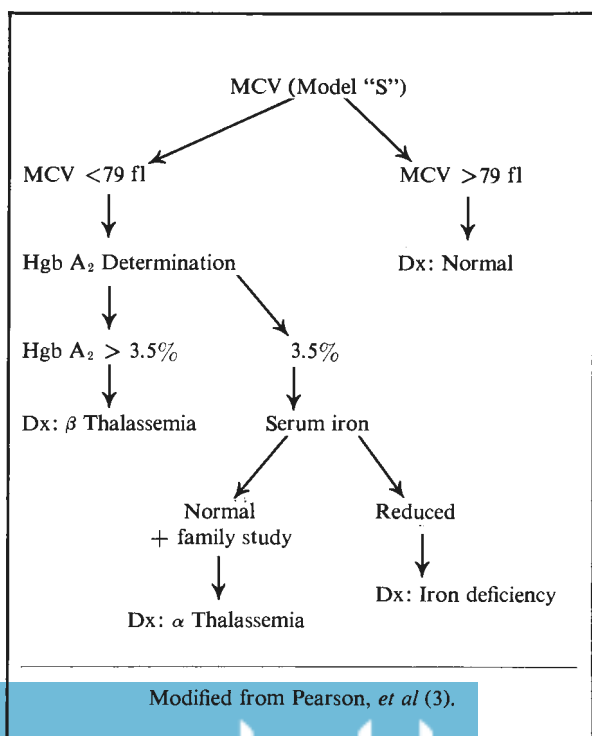 MCV (Model “S”)
MCV <79 fl
MCV >79 fl
Hgb A₂ Determination
Dx: Normal
Hgb A₂ > 3.5%
3.5%
Dx: β Thalassemia
Serum iron
Normal
+ family study
Reduced
Dx: α Thalassemia
Dx: Iron deficiency
Modified from Pearson, et al (3).